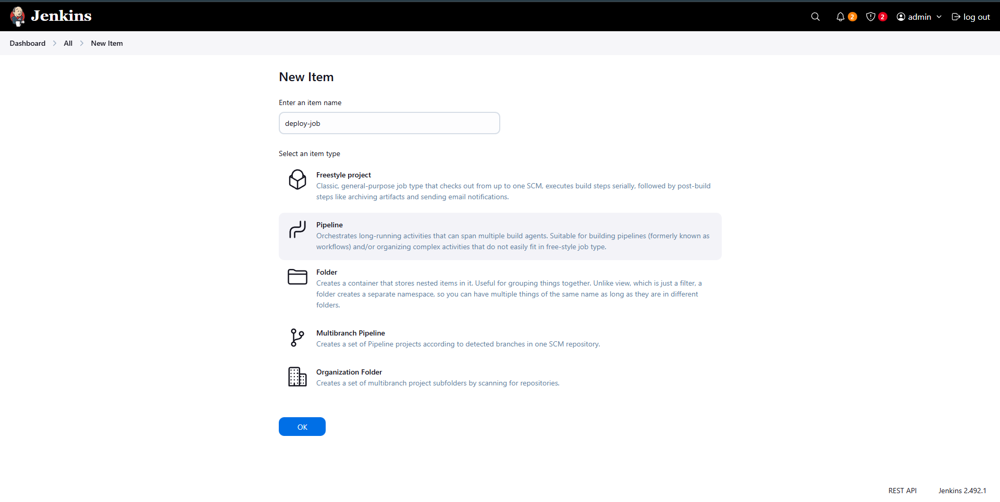 Jenkins
2
2
admin
log out
Dashboard
All
New Item
New Item
Enter an item name
deploy-job
Select an item type
Freestyle project
Classic, general-purpose job type that checks out from up to one SCM, executes build steps serially, followed by post-build
steps like archiving artifacts and sending email notifications.
Pipeline
Orchestrates long-running activities that can span multiple build agents. Suitable for building pipelines (formerly known as
workflows) and/or organizing complex activities that do not easily fit in free-style job type.
Folder
Creates a container that stores nested items in it. Useful for grouping things together. Unlike view, which is just a filter, a
folder creates a separate namespace, so you can have multiple things of the same name as long as they are in different
folders.
Multibranch Pipeline
Creates a set of Pipeline projects according to detected branches in one SCM repository.
Organization Folder
Creates a set of multibranch project subfolders by scanning for repositories.
OK
REST API
Jenkins 2.492.1